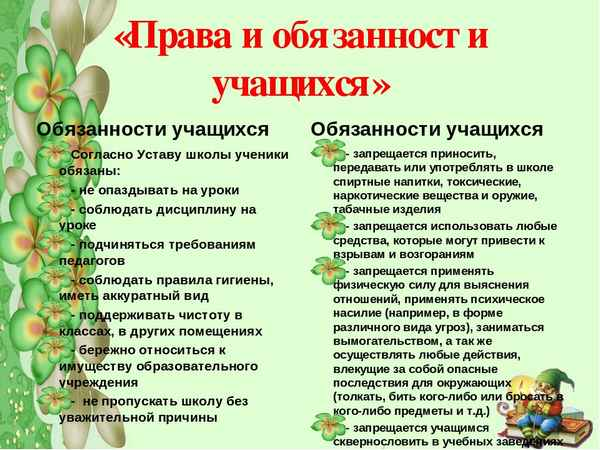 «Права и обязанности
учащихся»
Обязанности учащихся
- Согласно Уставу школы ученики
обязаны:
- не опаздывать на уроки
- соблюдать дисциплину на
уроке
- подчиняться требованиям
педагогов
- соблюдать правила гигиены,
иметь аккуратный вид
- поддерживать чистоту в
классах, в других помещениях
- бережно относиться к
имуществу образовательного
учреждения
- не пропускать школу без
уважительной причины
Обязанности учащихся
- запрещается приносить,
передавать или употреблять в школе
спиртные напитки, токсические,
наркотические вещества и оружие,
табачные изделия
- запрещается использовать любые
средства, которые могут привести к
взрывам и возгораниям
- запрещается применять
физическую силу для выяснения
отношений, применять психическое
насилие (например, в форме
различного вида угроз), заниматься
вымогательством, а так же
осуществлять любые действия,
влекущие за собой опасные
последствия для окружающих
(толкать, бить кого-либо или бросать в
кого-либо предметы и т.д.)
- запрещается учащимся
сквернословить в учебных заведениях